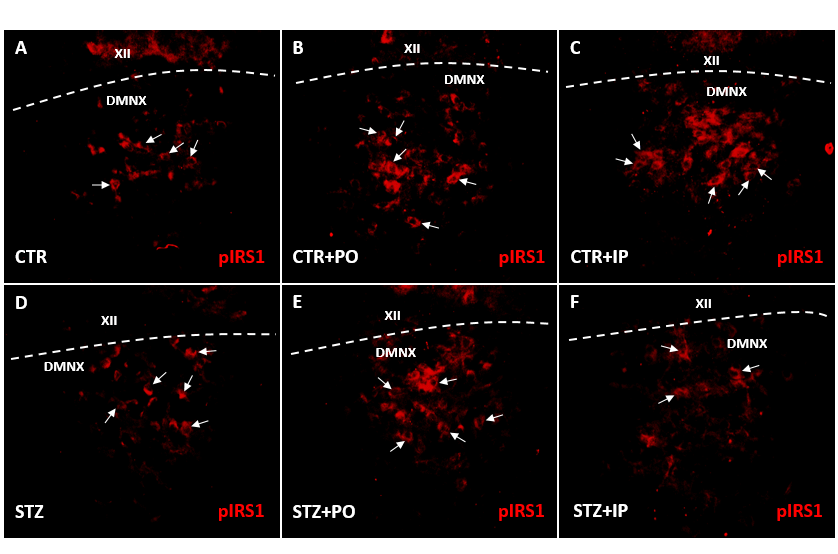 A
XII
DMNX
CTR
pIRS1
B
XII
DMNX
CTR+PO
pIRS1
C
XII
DMNX
CTR+IP
pIRS1
D
XII
DMNX
STZ
pIRS1
E
XII
DMNX
STZ+PO
pIRS1
F
XII
DMNX
STZ+IP
pIRS1